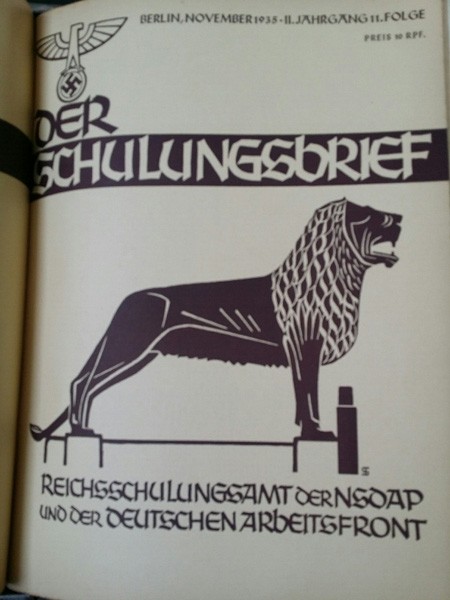 BERLIN, NOVEMBER 1935 · II. JAHRGANG 11. FOLGE
PREIS 10 RPF.
DER
SCHULUNGSBRIEF
REICHSSCHULUNGSAMT DER NSDAP
UND DER DEUTSCHEN ARBEITSFRONT